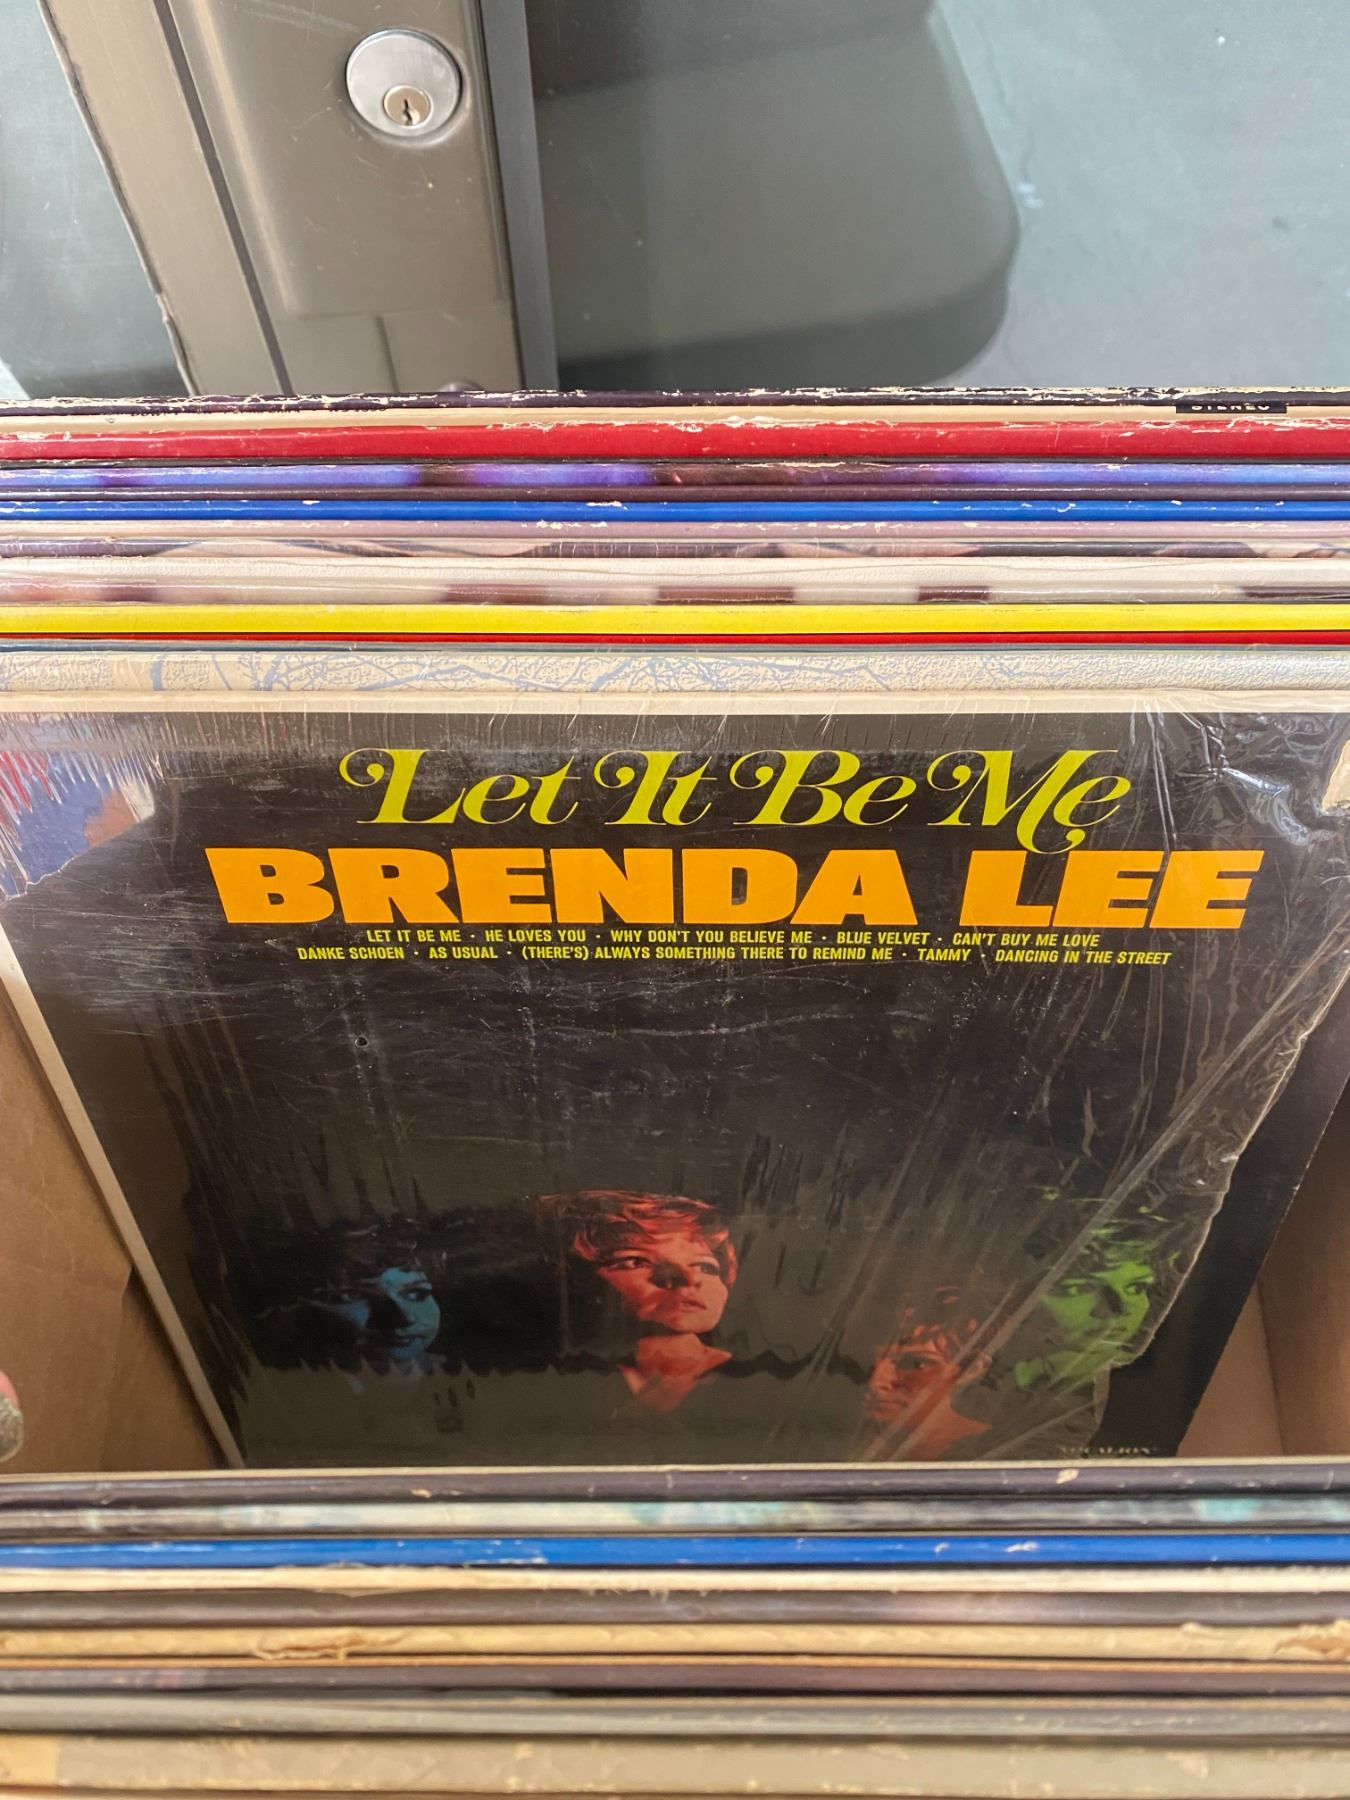 STEREO
Let It Be Me
BRENDA LEE
LET IT BE ME · HE LOVES YOU · WHY DON'T YOU BELIEVE ME · BLUE VELVET · CAN'T BUY ME LOVE
DANKE SCHOEN · AS USUAL · (THERE'S) ALWAYS SOMETHING THERE TO REMIND ME · TAMMY · DANCING IN THE STREET